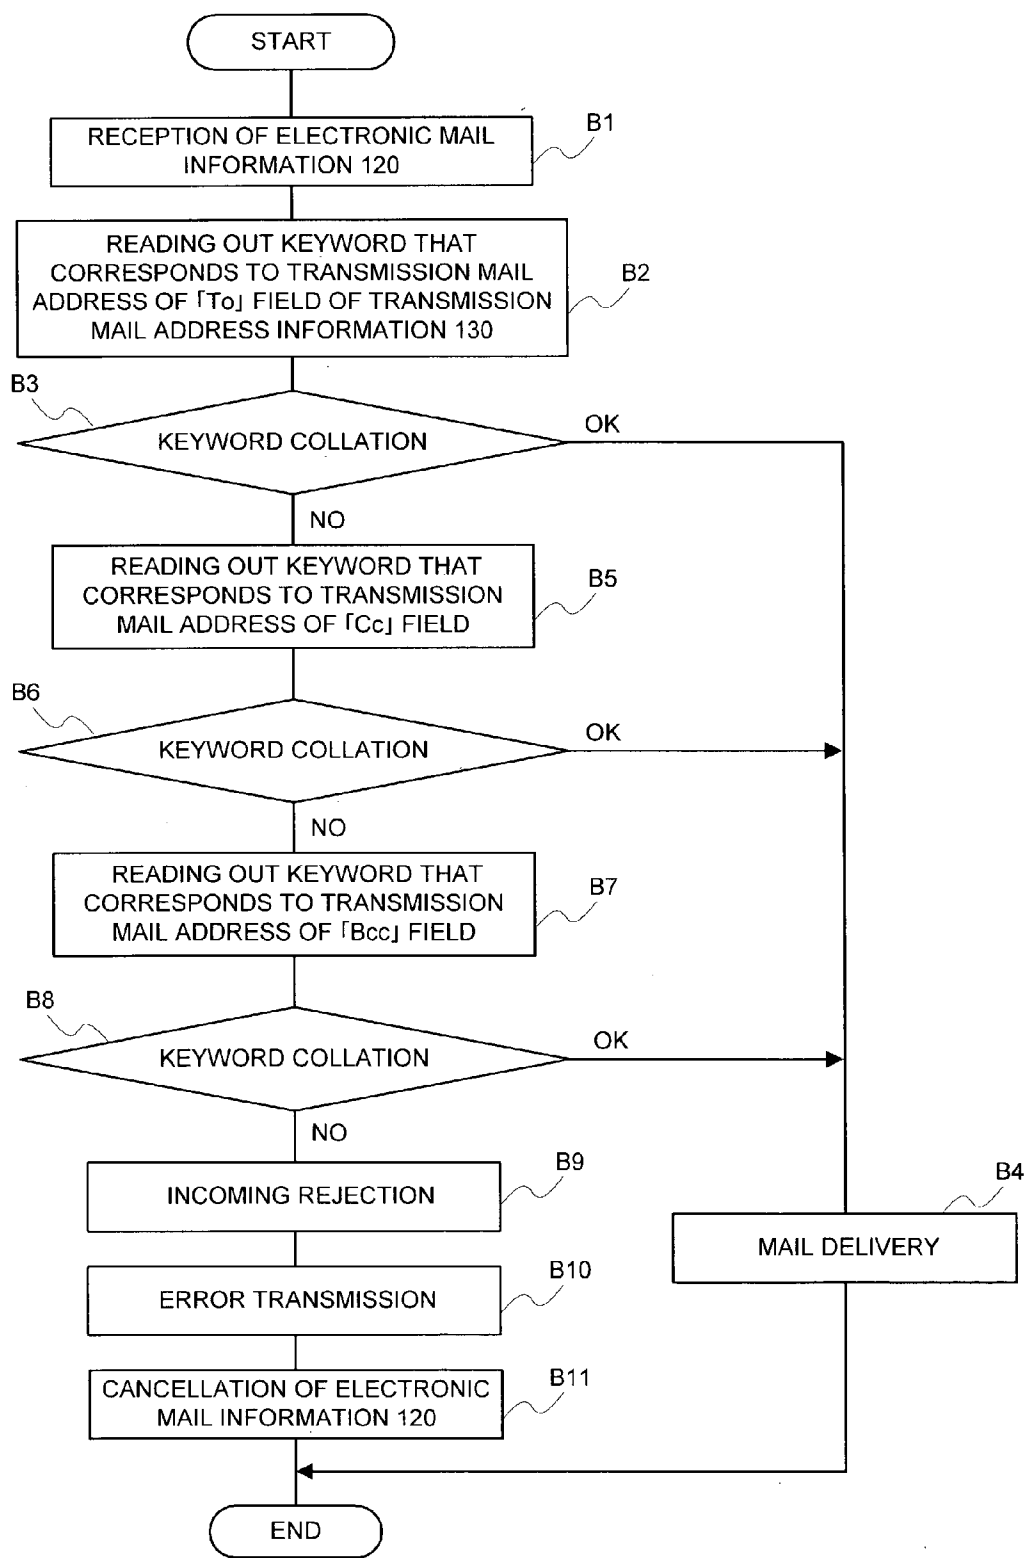 START
B1
RECEPTION OF ELECTRONIC MAIL
INFORMATION 120
READING OUT KEYWORD THAT
CORRESPONDS TO TRANSMISSION MAIL
ADDRESS OF 「To」 FIELD OF TRANSMISSION
MAIL ADDRESS INFORMATION 130
B2
B3
KEYWORD COLLATION
OK
NO
READING OUT KEYWORD THAT
CORRESPONDS TO TRANSMISSION
MAIL ADDRESS OF 「Cc」 FIELD
B5
B6
KEYWORD COLLATION
OK
NO
READING OUT KEYWORD THAT
CORRESPONDS TO TRANSMISSION
MAIL ADDRESS OF 「Bcc」 FIELD
B7
B8
KEYWORD COLLATION
OK
NO
B9
INCOMING REJECTION
B4
MAIL DELIVERY
B10
ERROR TRANSMISSION
B11
CANCELLATION OF ELECTRONIC
MAIL INFORMATION 120
END